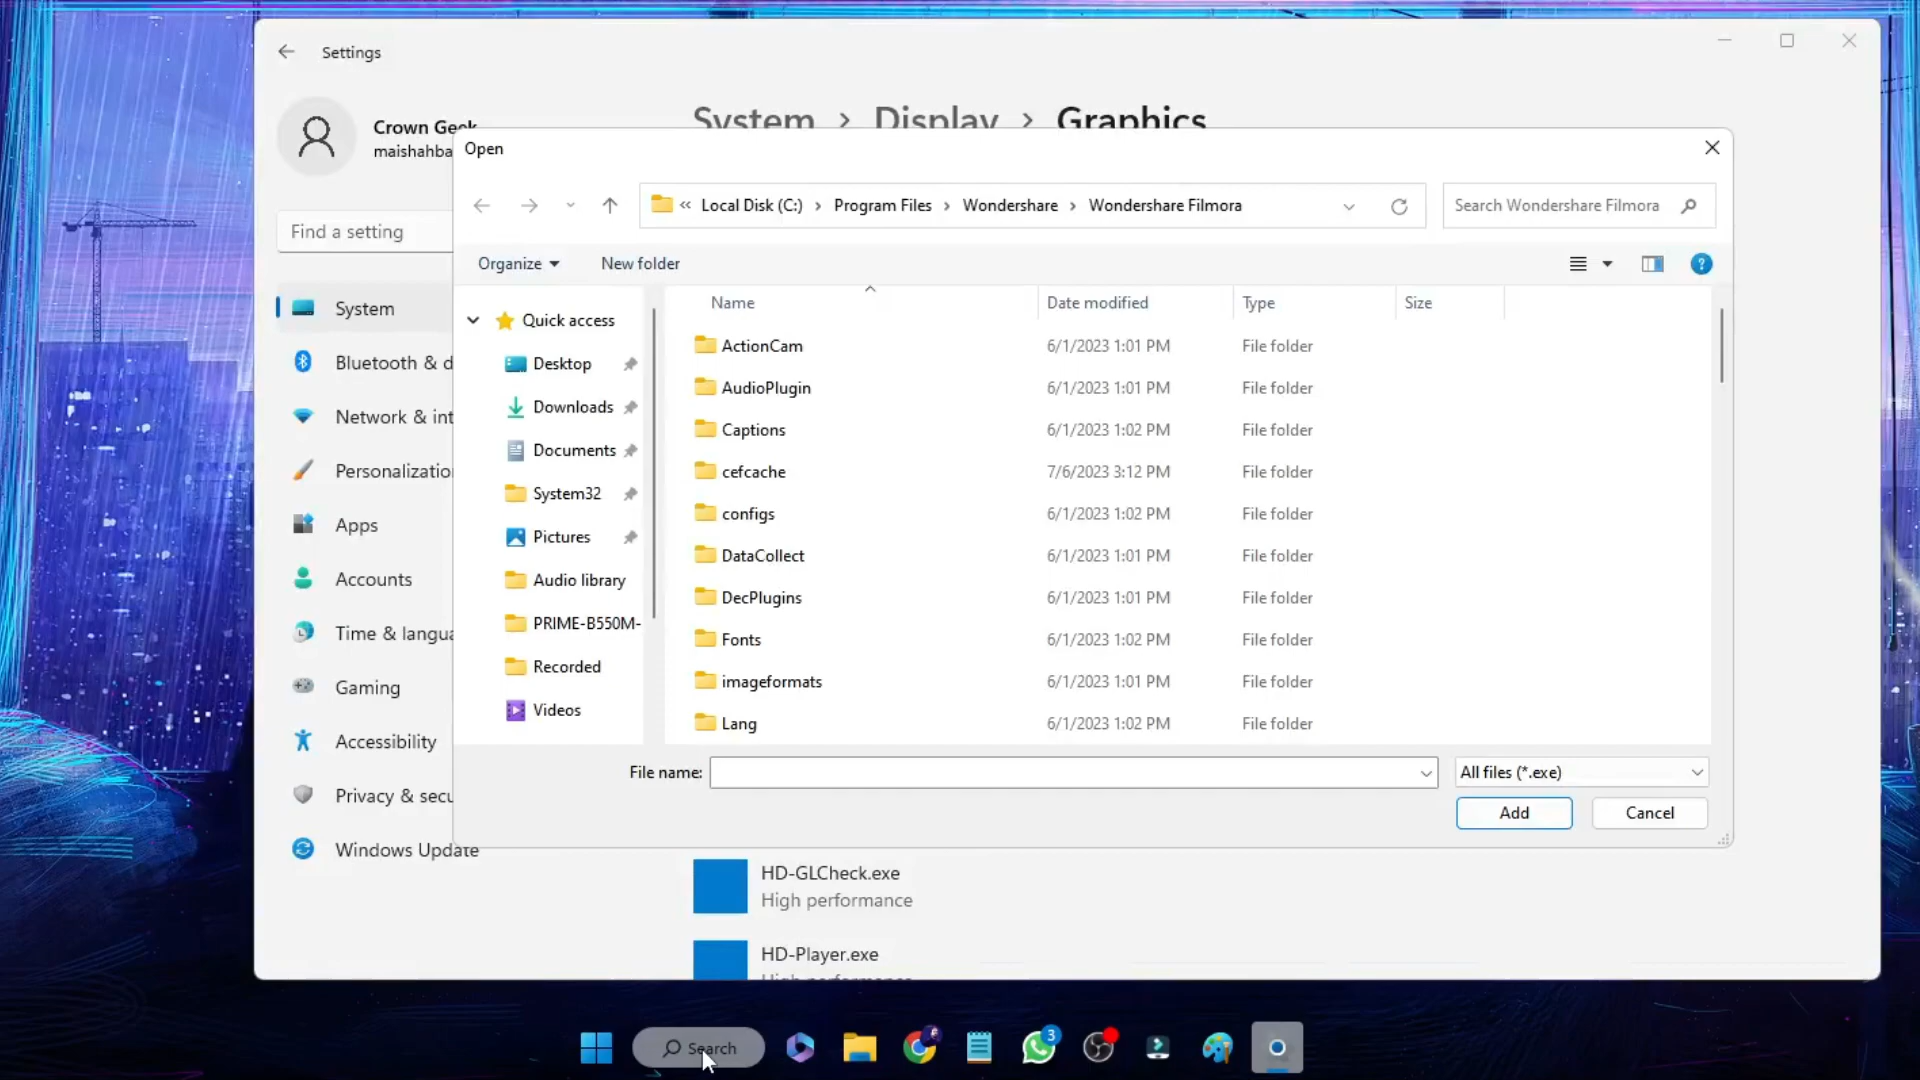 Settings
Crown Geek
maishahba
System > Display > Graphics
Find a setting
System
Bluetooth & d
Network & int
Personalizatio
Apps
Accounts
Time & langua
Gaming
Accessibility
Privacy & secu
Windows Update
Open
« Local Disk (C:) > Program Files > Wondershare > Wondershare Filmora
Search Wondershare Filmora
Organize
New folder
?
Quick access
Desktop
Downloads
Documents
System32
Pictures
Audio library
PRIME-B550M-
Recorded
Videos
Name Date modified Type Size
ActionCam 6/1/2023 1:01 PM File folder
AudioPlugin 6/1/2023 1:01 PM File folder
Captions 6/1/2023 1:02 PM File folder
cefcache 7/6/2023 3:12 PM File folder
configs 6/1/2023 1:02 PM File folder
DataCollect 6/1/2023 1:01 PM File folder
DecPlugins 6/1/2023 1:01 PM File folder
Fonts 6/1/2023 1:02 PM File folder
imageformats 6/1/2023 1:01 PM File folder
Lang 6/1/2023 1:02 PM File folder
File name:
All files (*.exe)
Add
Cancel
HD-GLCheck.exe
High performance
HD-Player.exe
High performance
Search
3